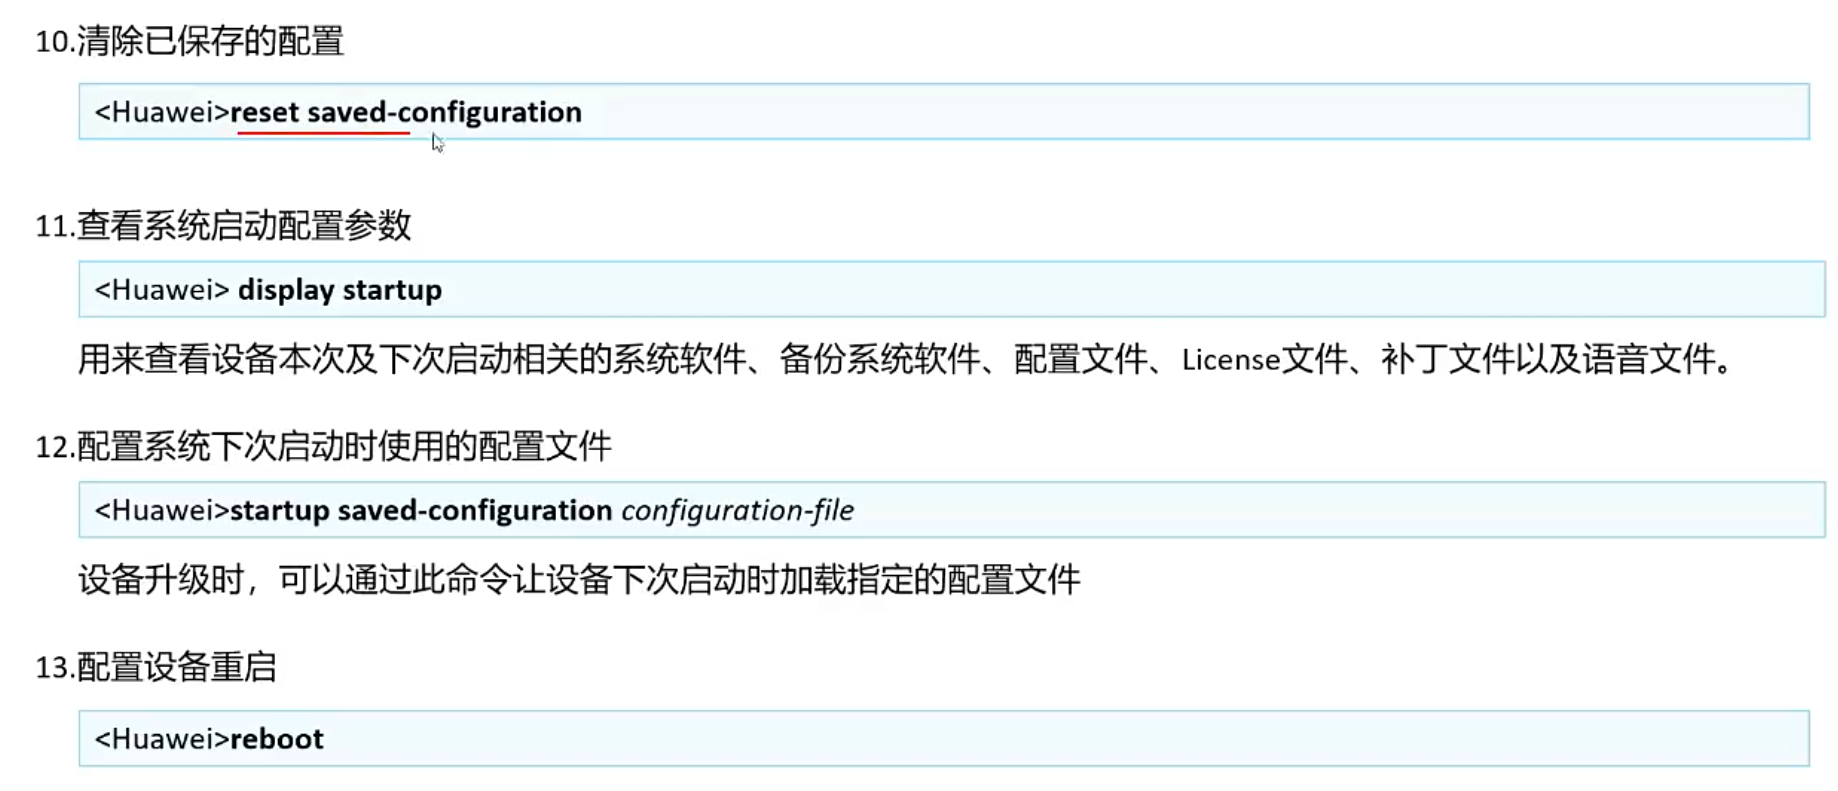 10.清除已保存的配置
<Huawei>reset saved-configuration
11.查看系统启动配置参数
<Huawei> display startup
用来查看设备本次及下次启动相关的系统软件、备份系统软件、配置文件、License文件、补丁文件以及语音文件。
12.配置系统下次启动时使用的配置文件
<Huawei>startup saved-configuration configuration-file
设备升级时，可以通过此命令让设备下次启动时加载指定的配置文件
13.配置设备重启
<Huawei>reboot